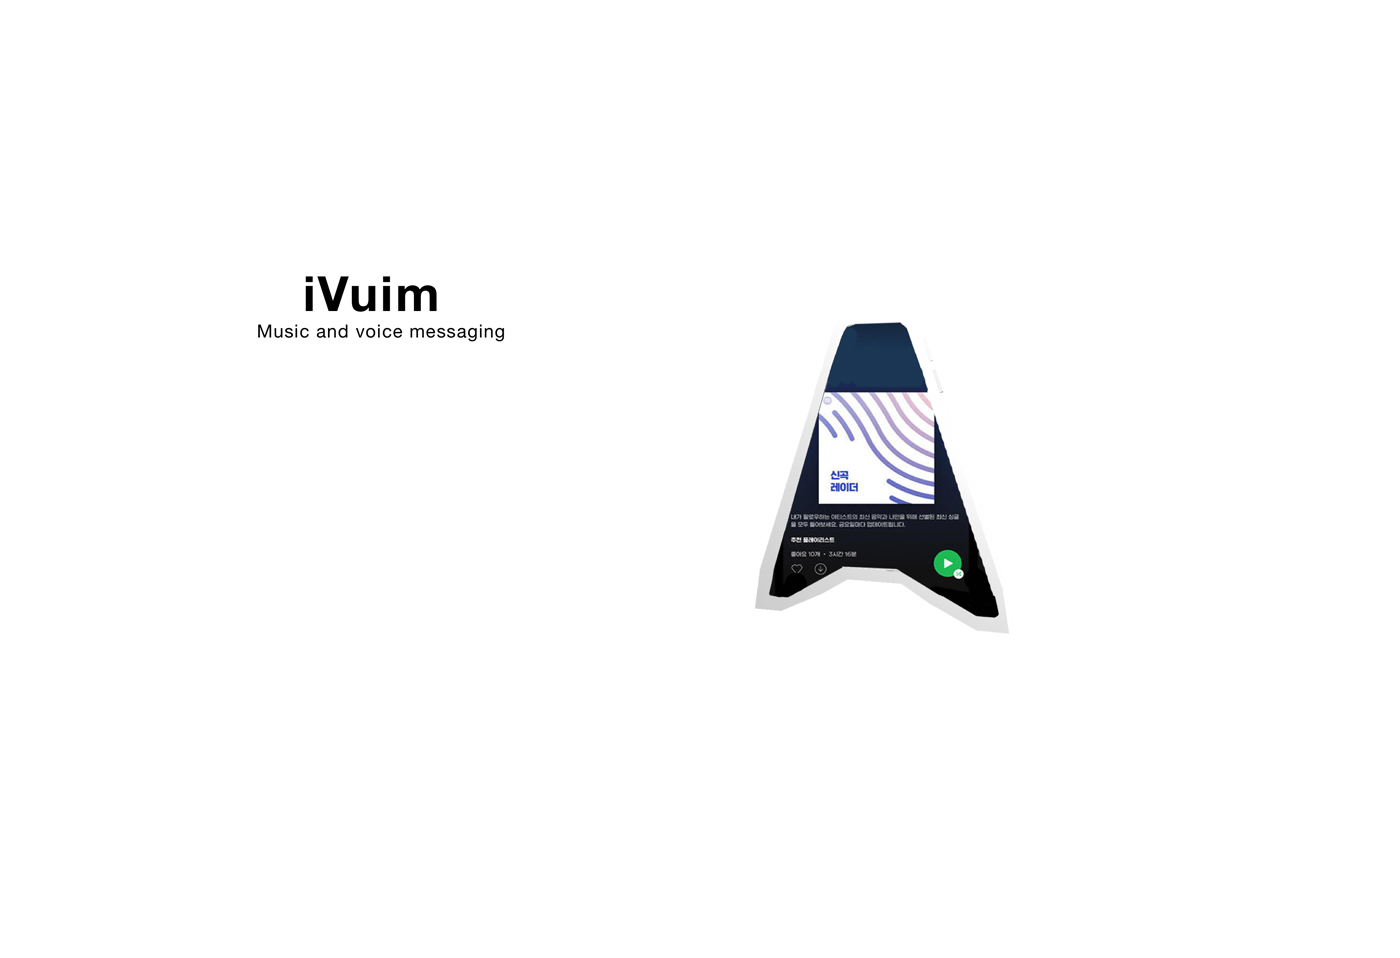 iVuim
Music and voice messaging
신곡
레이더
내가 팔로우하는 아티스트의 최신 음악과 나만을 위해 선별된 최신 싱글
을 모두 들어보세요. 금요일마다 업데이트됩니다.
추천 플레이리스트
좋아요 10개 • 3시간 16분